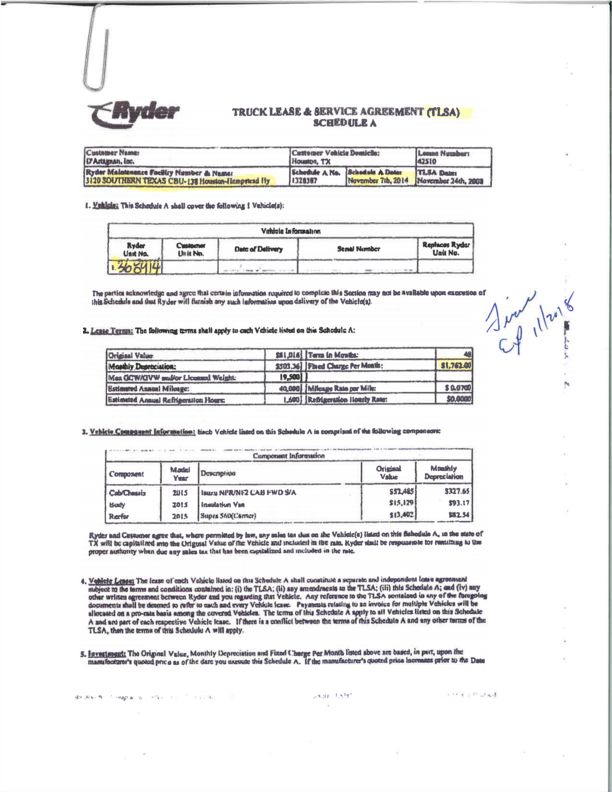 Ryder
TRUCK LEASE & SERVICE AGREEMENT (TLSA)
SCHEDULE A
Customer Name: Customer Vehicle Domicile: Lessee Number:
D'Artagnan, Inc. Houston, TX 42510
Ryder Maintenance Facility Number & Name: Schedule A No. Schedule A Date: TLSA Date:
3120 SOUTHERN TEXAS CBU-138 Houston-Hempstead Hy 1328387 November 7th, 2014 November 24th, 2003
1. Vehicle: This Schedule A shall cover the following 1 Vehicle(s):
Vehicle Information
Ryder Unit No. Customer Unit No. Date of Delivery Serial Number Replaces Ryder Unit No.
1. 368914
The parties acknowledge and agree that certain information required to complete this Section may not be available upon execution of
this Schedule and that Ryder will furnish any such information upon delivery of the Vehicle(s).
Exp 11/2018
2. Lease Terms: The following terms shall apply to each Vehicle listed on this Schedule A:
Original Value $81,016 Term in Months: 48
Monthly Depreciation: $503.36 Fixed Charge Per Month: $1,762.00
Max GCW/GVW and/or Licensed Weight: 19,500
Estimated Annual Mileage: 40,000 Mileage Rate per Mile: $ 0.0700
Estimated Annual Refrigeration Hours: 1,600 Refrigeration Hourly Rate: $0.0000
3. Vehicle Component Information: Each Vehicle listed on this Schedule A is comprised of the following components:
Component Information
Component Model Year Description Original Value Monthly Depreciation
Cab/Chassis 2015 Isuzu NPR/N12 CAB FWD S/A $52,485 $327.65
Body 2015 Insulation Van $15,129 $93.17
Reefer 2015 Supra 560(Carrier) $13,402 $82.54
Ryder and Customer agree that, where permitted by law, any sales tax due on the Vehicle(s) listed on this Schedule A, in the state of
TX will be capitalized into the Original Value of the Vehicle and included in the rate. Ryder shall be responsible for remitting to the
proper authority when due any sales tax that has been capitalized and included in the rate.
4. Vehicle Lease: The lease of each Vehicle listed on this Schedule A shall constitute a separate and independent lease agreement
subject to the terms and conditions contained in: (i) the TLSA; (ii) any amendments to the TLSA; (iii) this Schedule A; and (iv) any
other written agreement between Ryder and you regarding that Vehicle. Any reference to the TLSA contained in any of the foregoing
documents shall be deemed to refer to each and every Vehicle lease. Payments relating to an invoice for multiple Vehicles will be
allocated on a pro-rata basis among the covered Vehicles. The terms of this Schedule A apply to all Vehicles listed on this Schedule
A and are part of each respective Vehicle lease. If there is a conflict between the terms of this Schedule A and any other terms of the
TLSA, then the terms of this Schedule A will apply.
5. Investment: The Original Value, Monthly Depreciation and Fixed Charge Per Month listed above are based, in part, upon the
manufacturer's quoted price as of the date you execute this Schedule A. If the manufacturer's quoted price increases prior to the Date